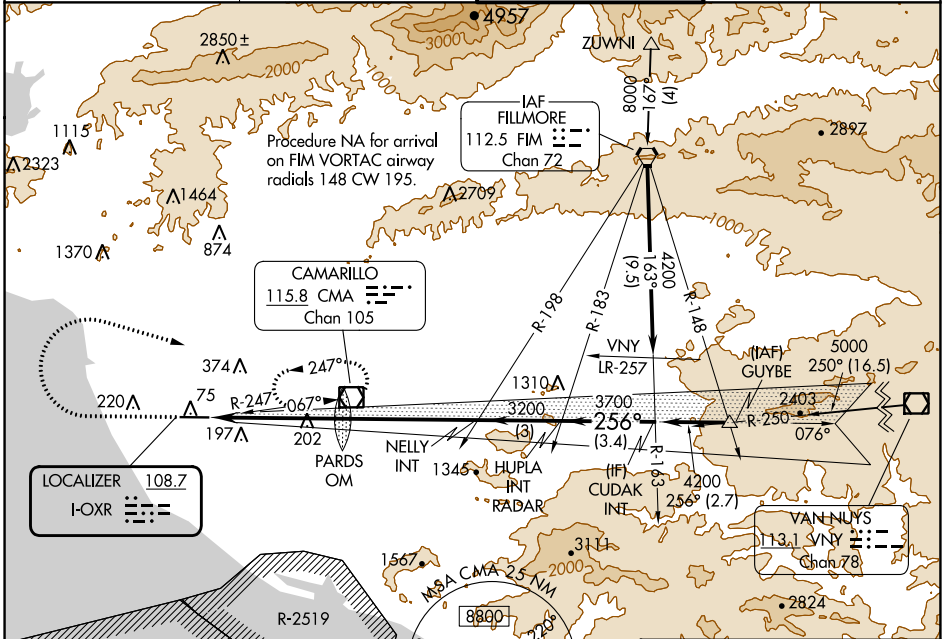 4957
3000
2850 ±
2000
ZUWNI
(4)
167°
8000
IAF
FILLMORE
112.5 FIM
Chan 72
Procedure NA for arrival
on FIM VORTAC airway
radials 148 CW 195.
1115
2323
2897
1464
2709
1000
1000
874
1370
4200
163°
(9.5)
CAMARILLO
115.8 CMA
Chan 105
R-198
R-183
R-148
VNY
LR-257
(IAF)
GUYBE
5000
250° (16.5)
374
247°
1310
2403
220
75
R-247
067°
3200
3700
256°
R-250
076°
197
202
(3)
(3.4)
PARDS
OM
NELLY
INT
1345
HUPLA
INT
RADAR
(IF)
CUDAK
INT
R-163
4200
256° (2.7)
LOCALIZER 108.7
I-OXR
VAN NUYS
113.1 VNY
Chan 78
1567
3111
2000
MSA CMA 25 NM
8800
220°
R-2519
2824